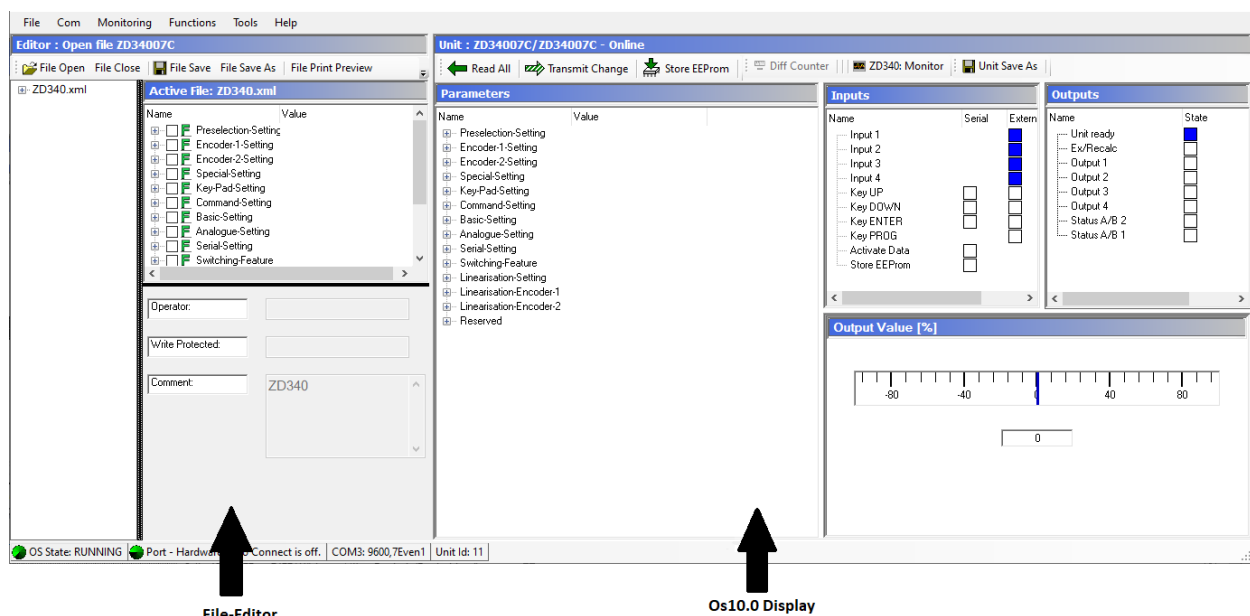 File Com Monitoring Functions Tools Help
Editor : Open file ZD34007C
File Open File Close File Save File Save As File Print Preview
ZD340.xml
Active File: ZD340.xml
Name Value
Preselection-Setting
Encoder-1-Setting
Encoder-2-Setting
Special-Setting
Key-Pad-Setting
Command-Setting
Basic-Setting
Analogue-Setting
Serial-Setting
Switching-Feature
Operator:
Write Protected:
Comment:
ZD340
Unit : ZD34007C/ZD34007C - Online
Read All Transmit Change Store EEProm Diff Counter ZD340: Monitor Unit Save As
Parameters
Name Value
Preselection-Setting
Encoder-1-Setting
Encoder-2-Setting
Special-Setting
Key-Pad-Setting
Command-Setting
Basic-Setting
Analogue-Setting
Serial-Setting
Switching-Feature
Linearisation-Setting
Linearisation-Encoder-1
Linearisation-Encoder-2
Reserved
Inputs
Name Serial Extern
Input 1
Input 2
Input 3
Input 4
Key UP
Key DOWN
Key ENTER
Key PROG
Activate Data
Store EEProm
Outputs
Name State
Unit ready
Ex/Recalc
Output 1
Output 2
Output 3
Output 4
Status A/B 2
Status A/B 1
Output Value [%]
-80 -40 0 40 80
0
OS State: RUNNING Port - Hardware Connect is off. COM3: 9600,7Even1 Unit Id: 11
File-Editor
Os10.0 Display